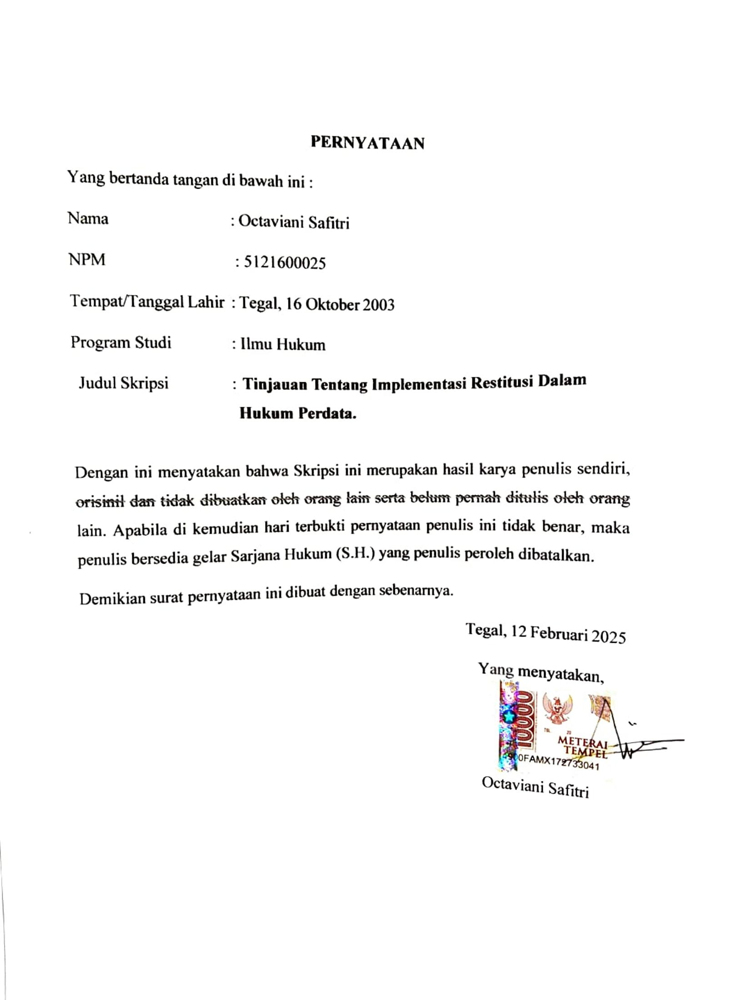 PERNYATAAN
Yang bertanda tangan di bawah ini :
Nama : Octaviani Safitri
NPM : 5121600025
Tempat/Tanggal Lahir : Tegal, 16 Oktober 2003
Program Studi : Ilmu Hukum
Judul Skripsi : Tinjauan Tentang Implementasi Restitusi Dalam
Hukum Perdata.
Dengan ini menyatakan bahwa Skripsi ini merupakan hasil karya penulis sendiri,
orisinil dan tidak dibuatkan oleh orang lain serta belum pernah ditulis oleh orang
lain. Apabila di kemudian hari terbukti pernyataan penulis ini tidak benar, maka
penulis bersedia gelar Sarjana Hukum (S.H.) yang penulis peroleh dibatalkan.
Demikian surat pernyataan ini dibuat dengan sebenarnya.
Tegal, 12 Februari 2025
Yang menyatakan,
10000
METERAI
TEMPEL
Octaviani Safitri